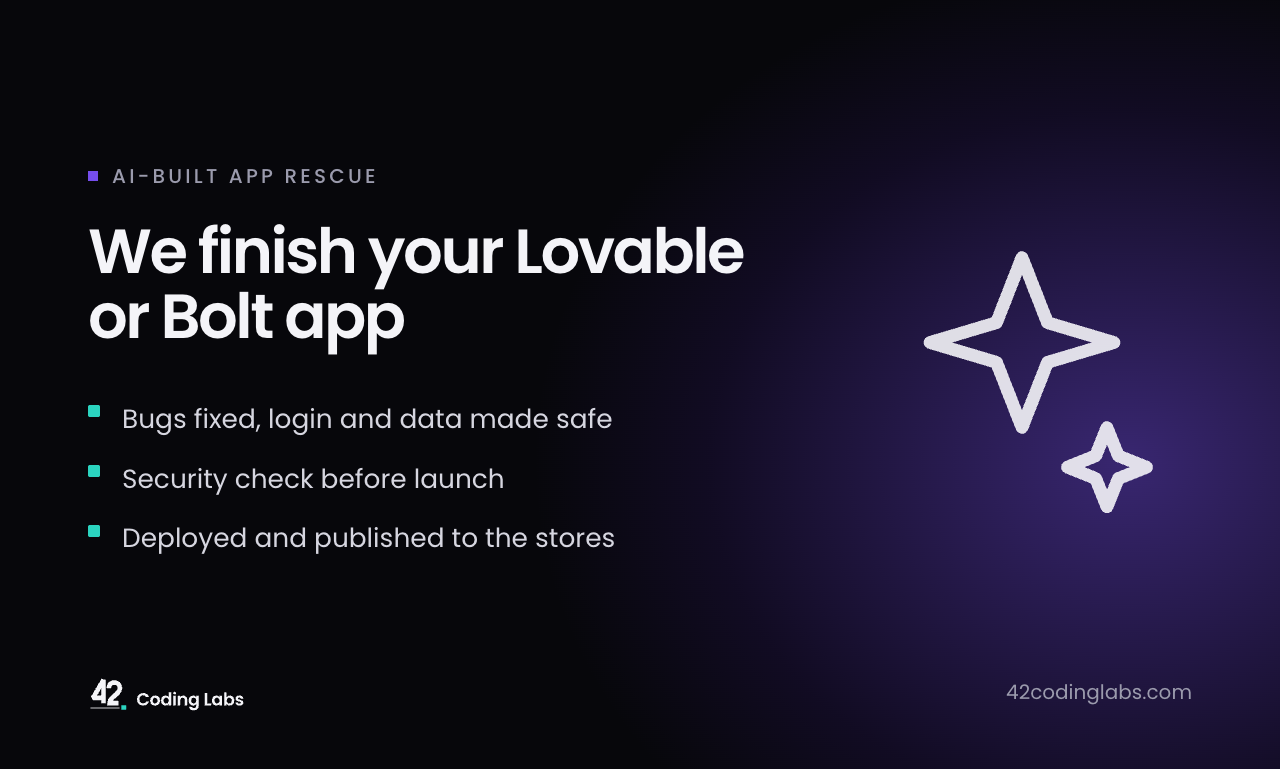 AI-BUILT APP RESCUE
We finish your Lovable
or Bolt app
Bugs fixed, login and data made safe
Security check before launch
Deployed and published to the stores
42. Coding Labs
42codinglabs.com